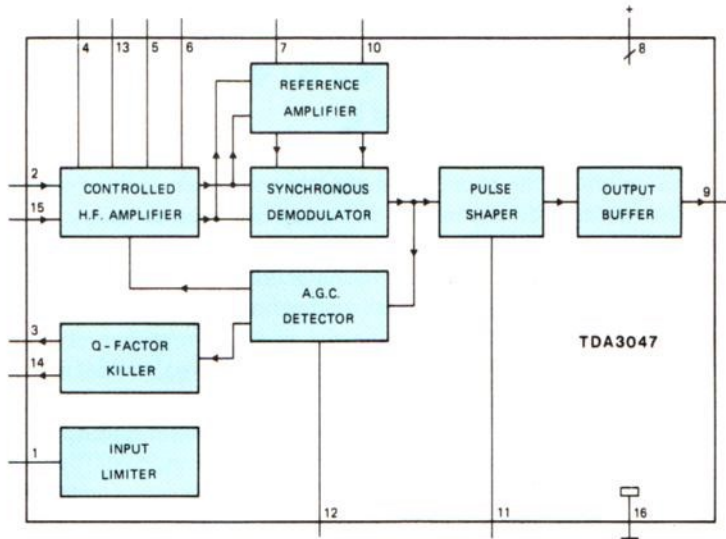 +
4 13 5 6 7 10 8
REFERENCE
AMPLIFIER
2
15
CONTROLLED
H.F. AMPLIFIER
SYNCHRONOUS
DEMODULATOR
PULSE
SHAPER
OUTPUT
BUFFER
9
A.G.C.
DETECTOR
3
14
Q-FACTOR
KILLER
TDA3047
1
INPUT
LIMITER
12 11 16